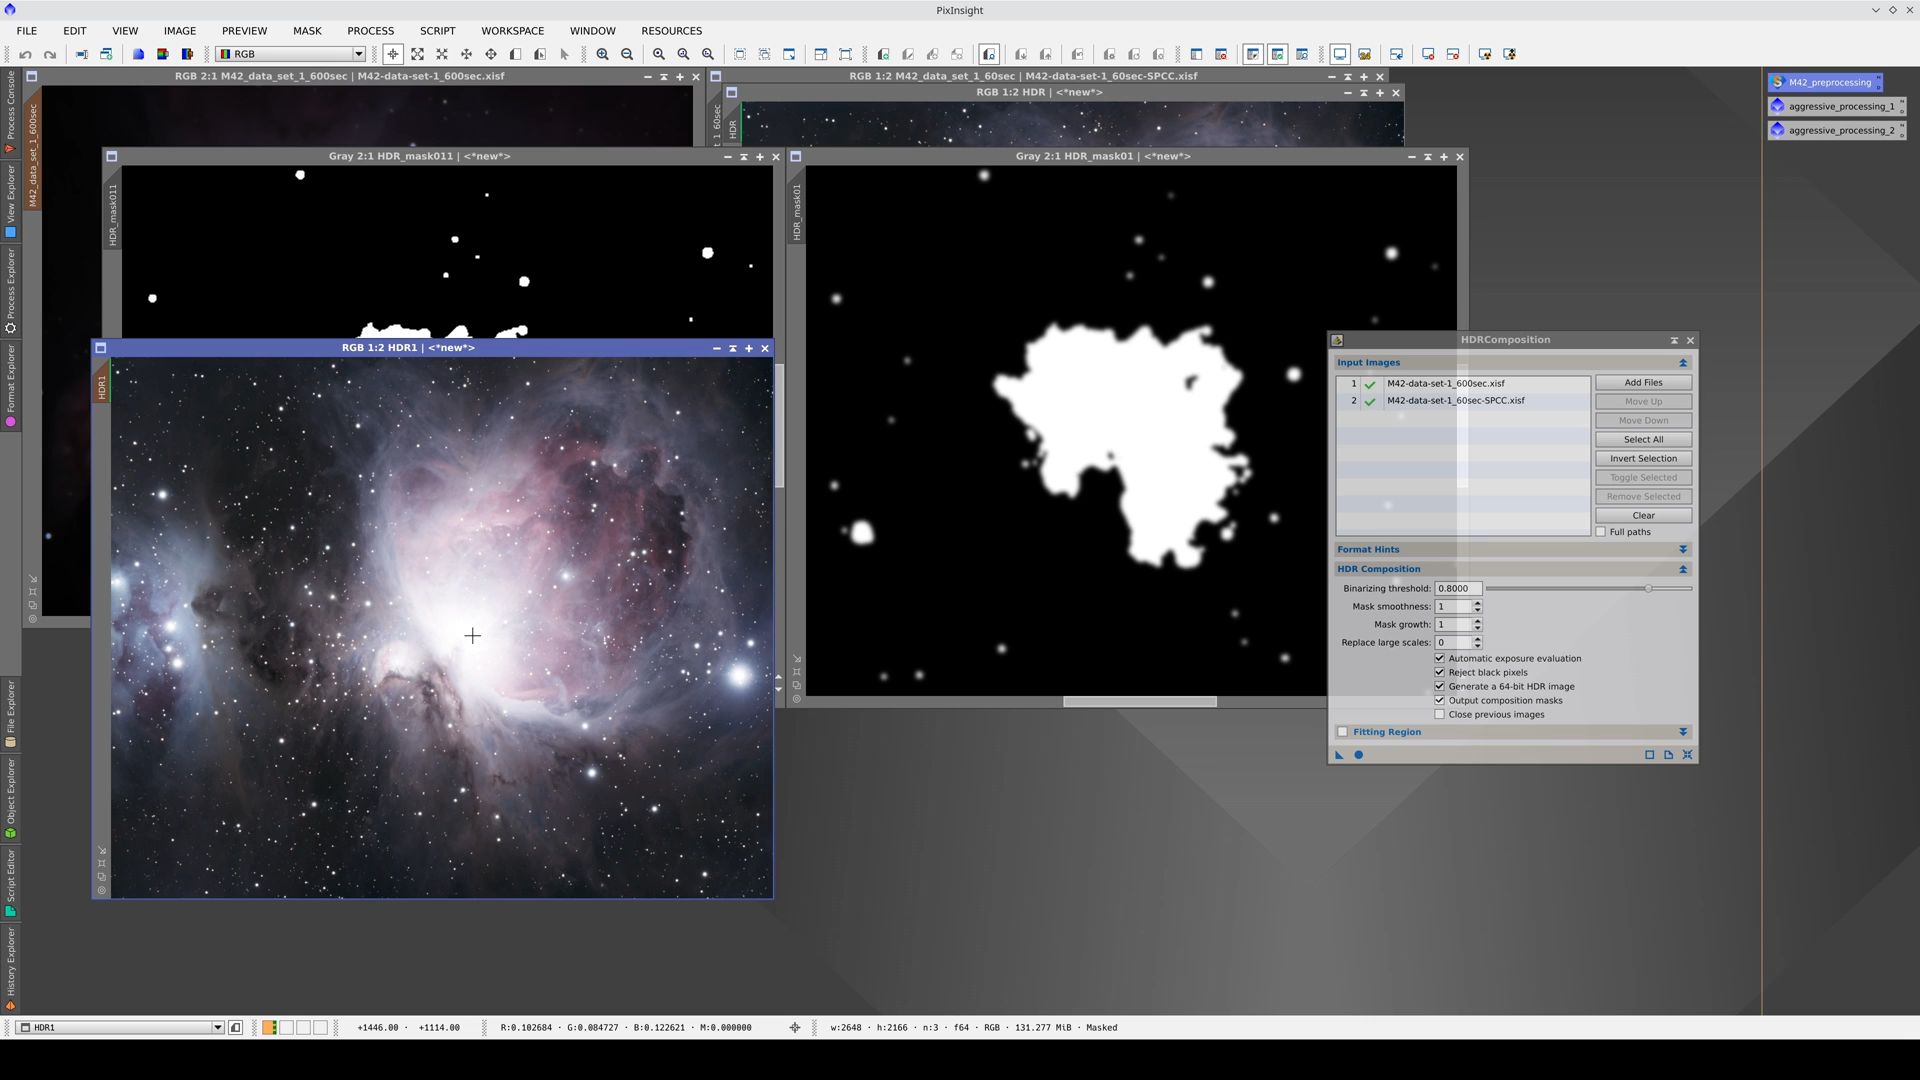 PixInsight
FILE EDIT VIEW IMAGE PREVIEW MASK PROCESS SCRIPT WORKSPACE WINDOW RESOURCES
RGB
RGB 2:1 M42_data_set_1_600sec | M42-data-set-1_600sec.xisf
RGB 1:2 M42_data_set_1_60sec | M42-data-set-1_60sec-SPCC.xisf
RGB 1:2 HDR | <*new*>
M42_preprocessing
aggressive_processing_1
aggressive_processing_2
Process Console
View Explorer
Process Explorer
Format Explorer
File Explorer
Object Explorer
Script Editor
History Explorer
M42_data_set_1_600sec
t_1_60sec
HDR
Gray 2:1 HDR_mask011 | <*new*>
HDR_mask011
Gray 2:1 HDR_mask01 | <*new*>
HDR_mask01
RGB 1:2 HDR1 | <*new*>
HDR1
HDRComposition
Input Images
1 M42-data-set-1_600sec.xisf
2 M42-data-set-1_60sec-SPCC.xisf
Add Files
Move Up
Move Down
Select All
Invert Selection
Toggle Selected
Remove Selected
Clear
Full paths
Format Hints
HDR Composition
Binarizing threshold: 0.8000
Mask smoothness: 1
Mask growth: 1
Replace large scales: 0
Automatic exposure evaluation
Reject black pixels
Generate a 64-bit HDR image
Output composition masks
Close previous images
Fitting Region
HDR1
+1446.00 · +1114.00
R:0.102684 · G:0.084727 · B:0.122621 · M:0.000000
w:2648 · h:2166 · n:3 · f64 · RGB · 131.277 MiB · Masked